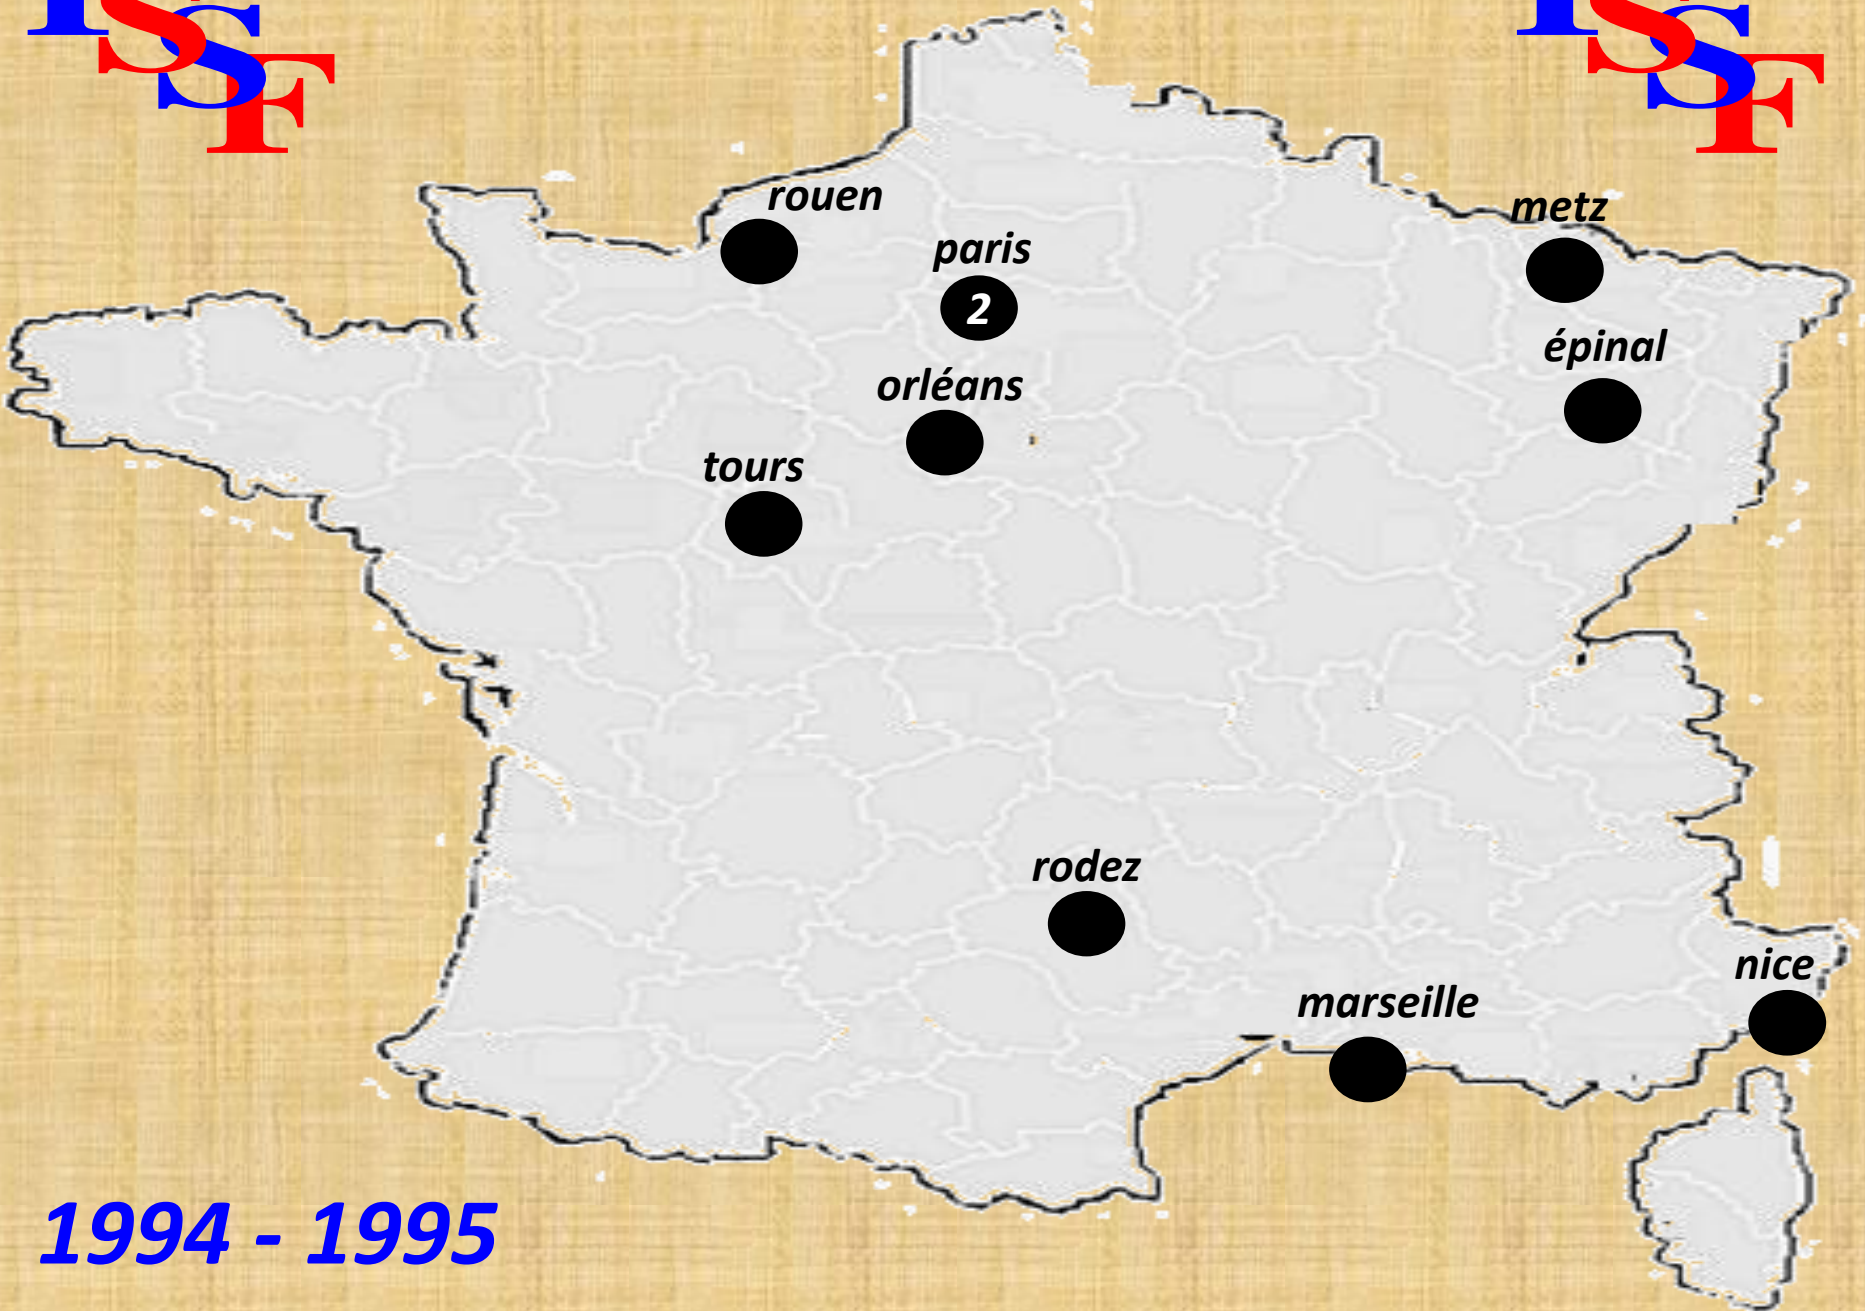 ISSF
ISSF
rouen
metz
paris
2
épinal
orléans
tours
rodez
nice
marseille
1994 - 1995